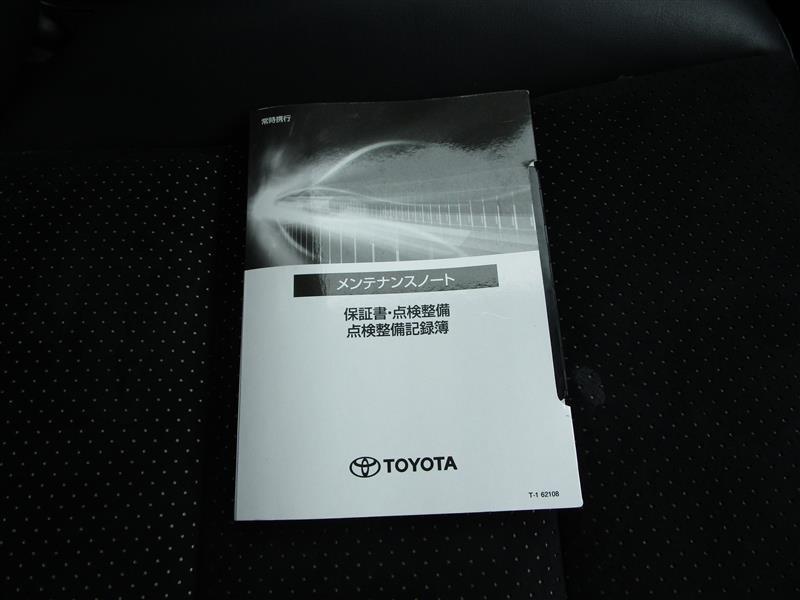 常時携行
メンテナンスノート
保証書・点検整備
点検整備記録簿
TOYOTA
T-1 62108